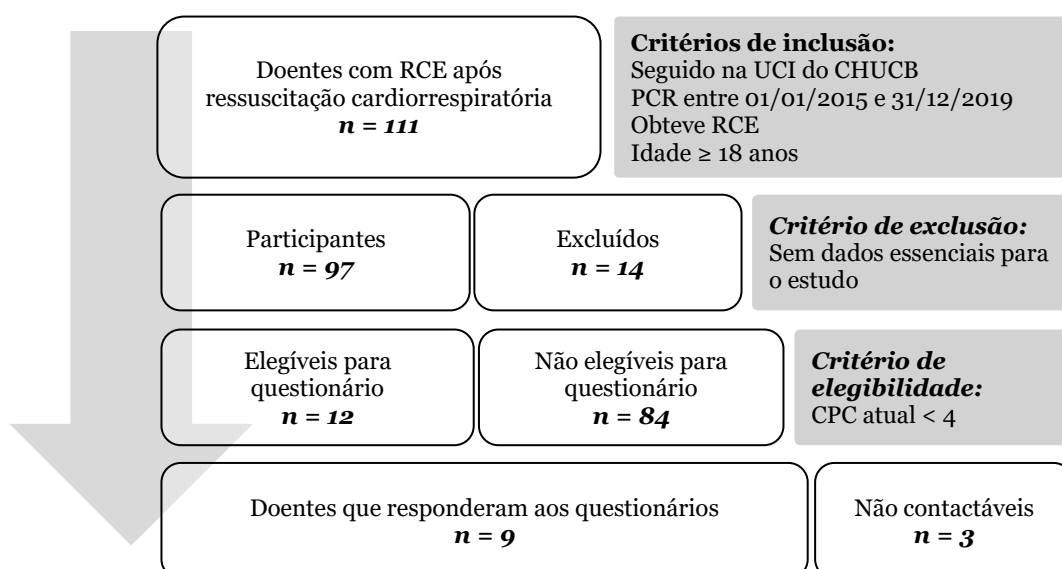 Doentes com RCE após
ressuscitação cardiorrespiratória
n = 111
Critérios de inclusão:
Seguido na UCI do CHUCB
PCR entre 01/01/2015 e 31/12/2019
Obteve RCE
Idade ≥ 18 anos
Participantes
n = 97
Excluídos
n = 14
Critério de exclusão:
Sem dados essenciais para
o estudo
Elegíveis para
questionário
n = 12
Não elegíveis para
questionário
n = 84
Critério de
elegibilidade:
CPC atual < 4
Doentes que responderam aos questionários
n = 9
Não contactáveis
n = 3